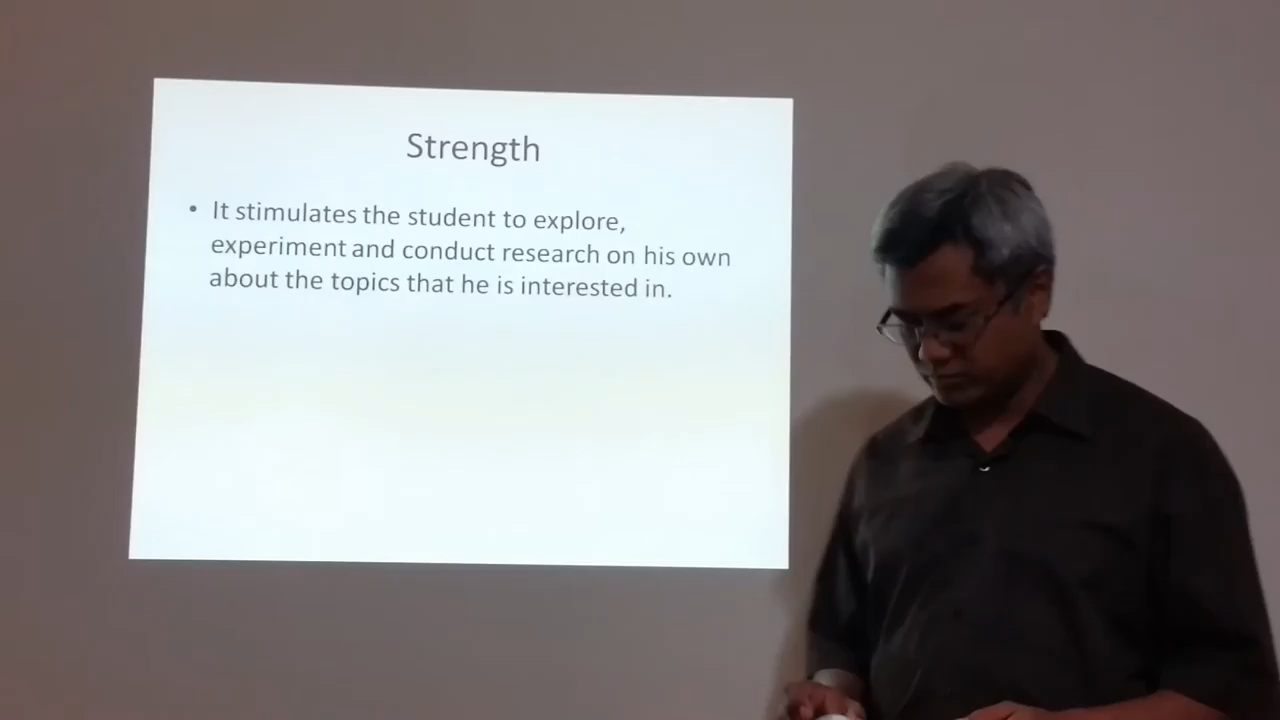 Strength
• It stimulates the student to explore,
experiment and conduct research on his own
about the topics that he is interested in.